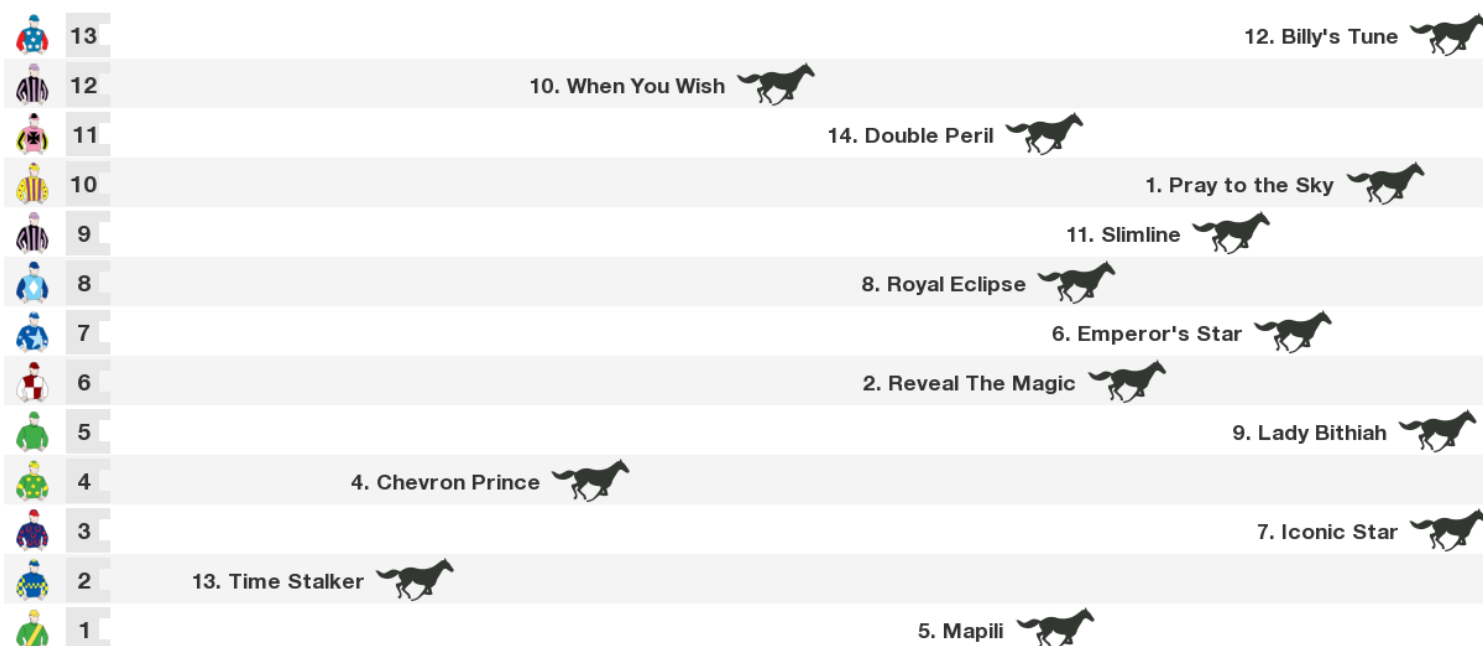 13 12. Billy's Tune
12 10. When You Wish
11 14. Double Peril
10 1. Pray to the Sky
9 11. Slimline
8 8. Royal Eclipse
7 6. Emperor's Star
6 2. Reveal The Magic
5 9. Lady Bithiah
4 4. Chevron Prince
3 7. Iconic Star
2 13. Time Stalker
1 5. Mapili